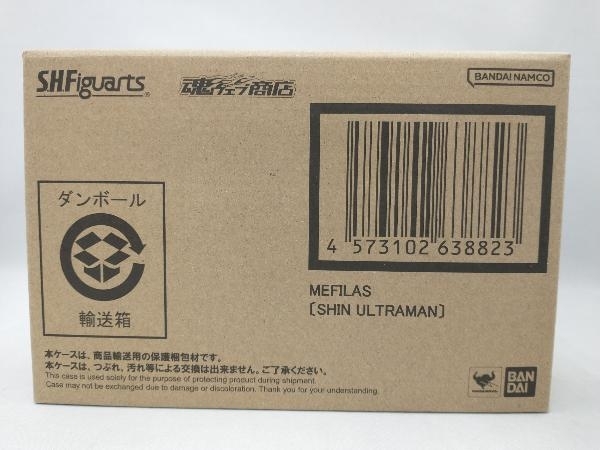 S.H.Figuarts
魂ウェブ商店
BANDAI NAMCO
ダンボール
輸送箱
4 573102 638823
MEFILAS
[SHIN ULTRAMAN]
本ケースは、商品輸送用の保護梱包材です。
本ケースは、つぶれ、汚れ等による交換は出来ません。ご了承ください。
This case is used solely for the purpose of protecting product during shipment.
Case may not be exchanged due to damage or discoloration. Thank you for your understanding.
BAN
DAI